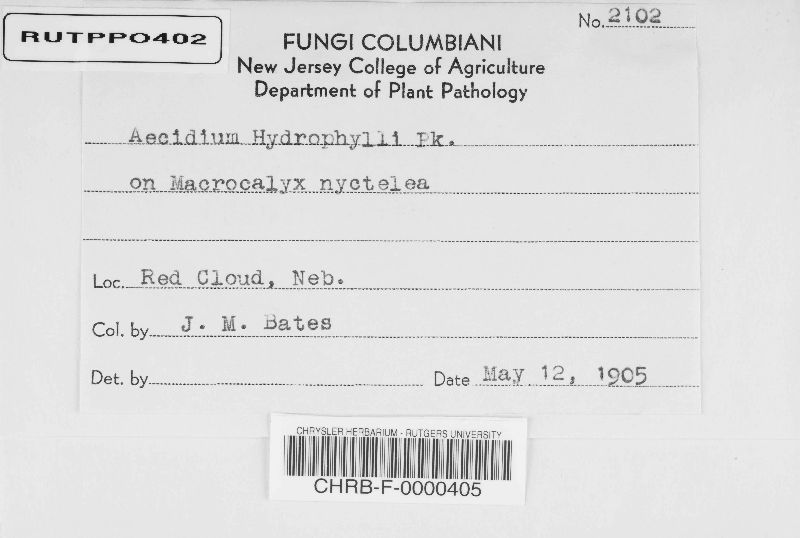 RUTPPO402
No. 2102
FUNGI COLUMBIANI
New Jersey College of Agriculture
Department of Plant Pathology
Aecidium Hydrophylli Pk.
on Macrocalyx nyctelea
Loc. Red Cloud, Neb.
Col. by J. M. Bates
Det. by
Date May 12, 1905
CHRYSLER HERBARIUM - RUTGERS UNIVERSITY
CHRB-F-0000405